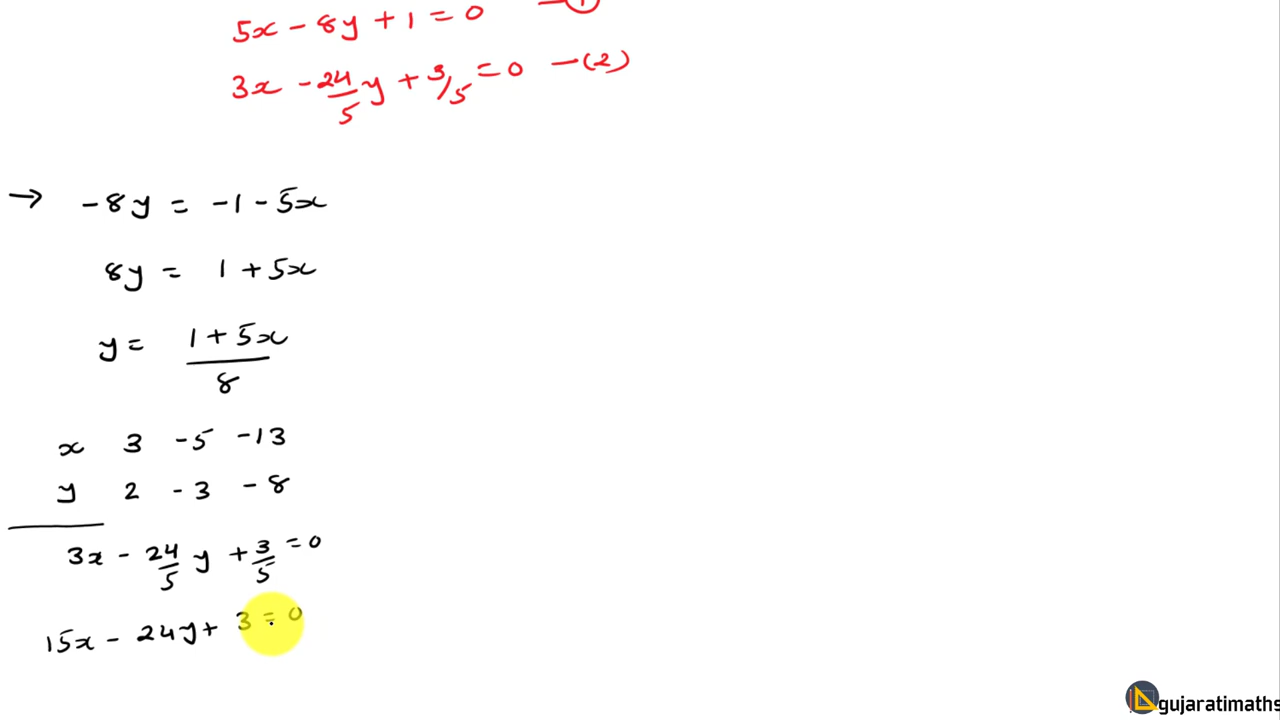 5x - 8y + 1 = 0 —(1)
3x - 24/5 y + 3/5 = 0 —(2)
→ -8y = -1 - 5x
8y = 1 + 5x
y = (1 + 5x)/8
x 3 -5 -13
y 2 -3 -8
3x - 24/5 y + 3/5 = 0
15x - 24y + 3 = 0
gujaratimaths